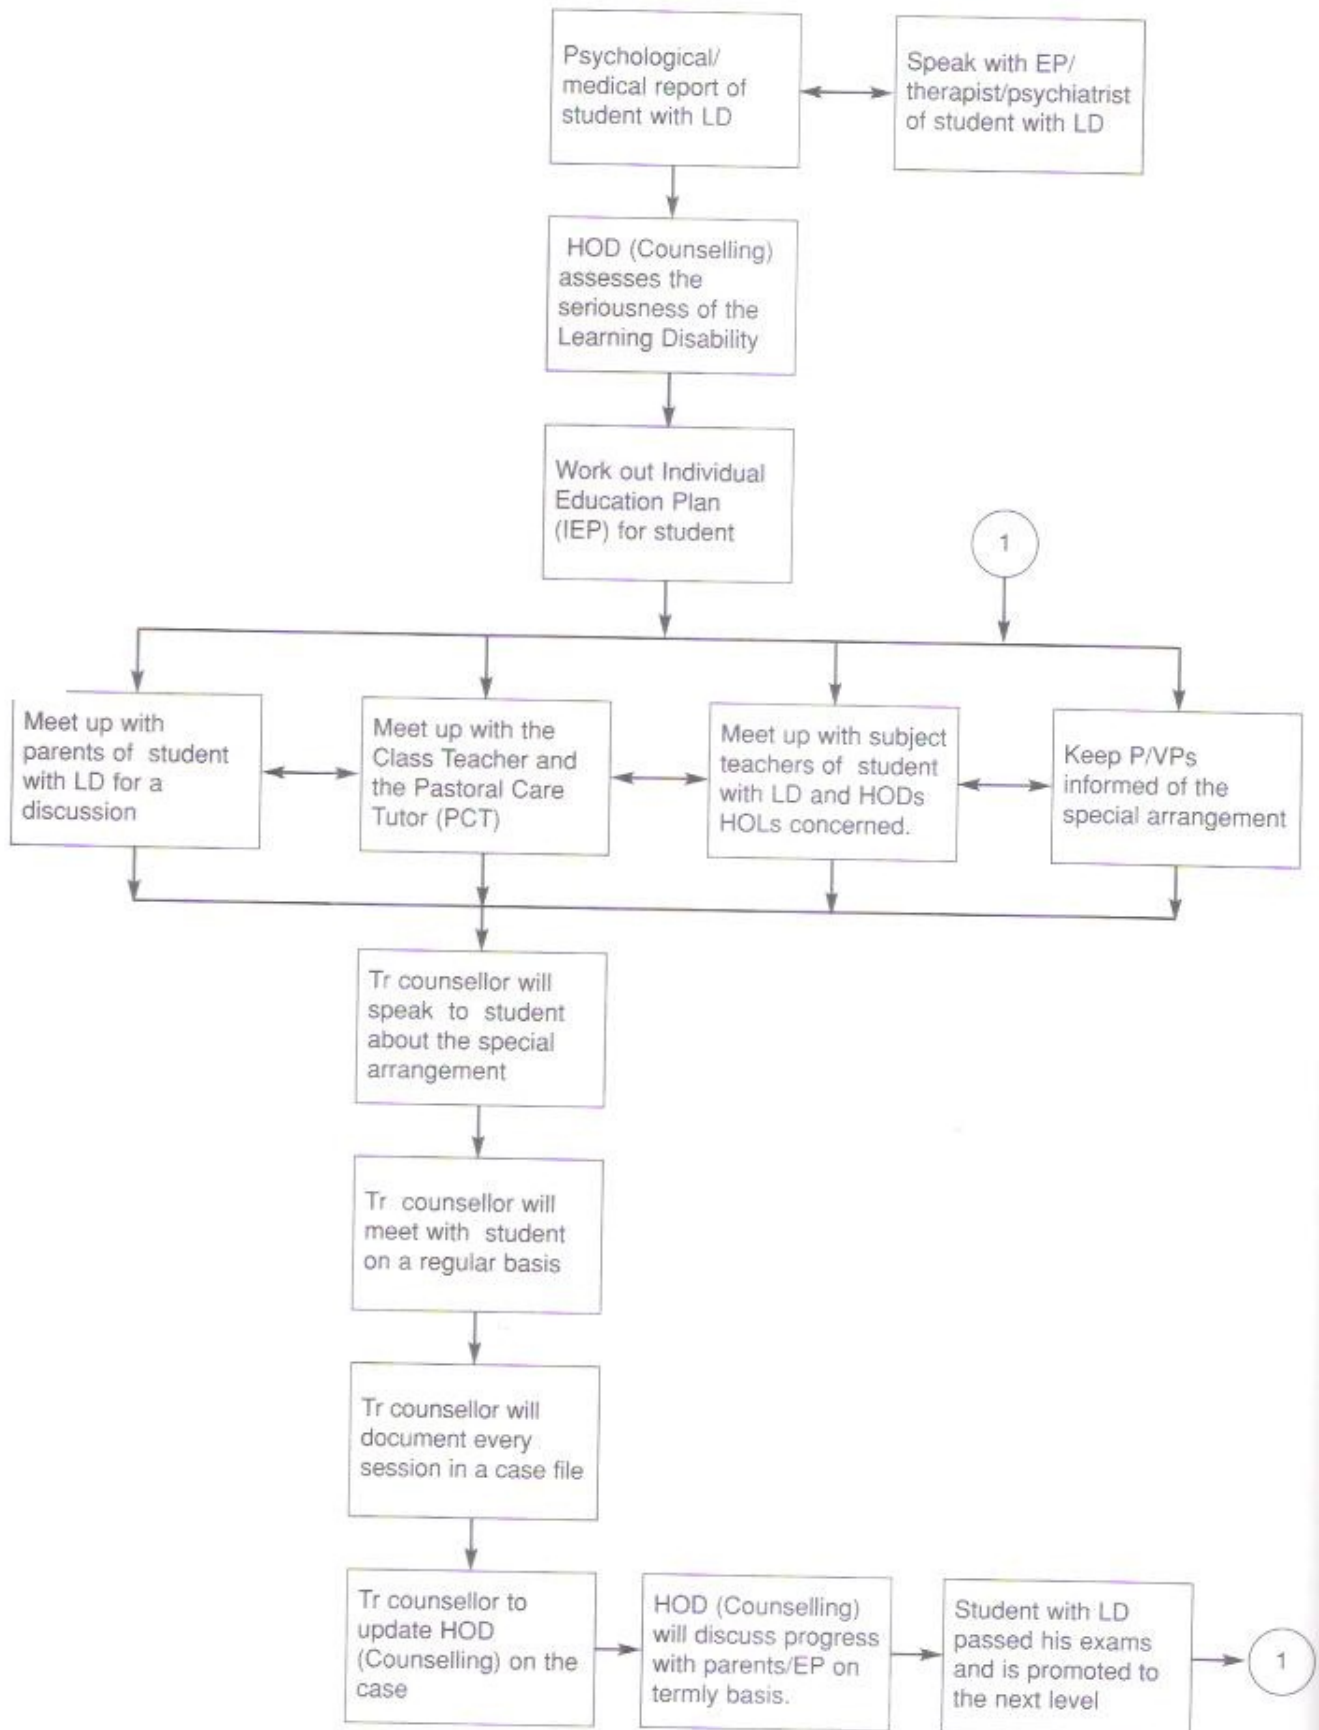 Psychological/
medical report of
student with LD
Speak with EP/
therapist/psychiatrist
of student with LD
HOD (Counselling)
assesses the
seriousness of the
Learning Disability
Work out Individual
Education Plan
(IEP) for student
1
Meet up with
parents of student
with LD for a
discussion
Meet up with the
Class Teacher and
the Pastoral Care
Tutor (PCT)
Meet up with subject
teachers of student
with LD and HODs
HOLs concerned.
Keep P/VPs
informed of the
special arrangement
Tr counsellor will
speak to student
about the special
arrangement
Tr counsellor will
meet with student
on a regular basis
Tr counsellor will
document every
session in a case file
Tr counsellor to
update HOD
(Counselling) on the
case
HOD (Counselling)
will discuss progress
with parents/EP on
termly basis.
Student with LD
passed his exams
and is promoted to
the next level
1